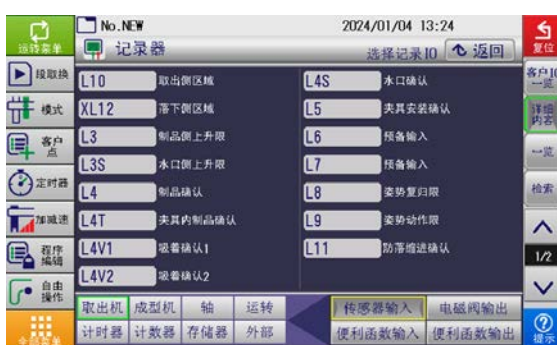 No.NEW 2024/01/04 13:24
记录器 选择记录IO 返回
运转菜单
段取换
模式
客户点
定时器
加减速
程序编辑
自由操作
全部菜单
L10 取出侧区域
XL12 落下侧区域
L3 制品侧上升限
L3S 水口侧上升限
L4 制品确认
L4T 夹具内制品确认
L4V1 吸着确认1
L4V2 吸着确认2
L4S 水口确认
L5 夹具安装确认
L6 预备输入
L7 预备输入
L8 姿势复归限
L9 姿势动作限
L11 防落缩进确认
取出机 成型机 轴 运转 传感器输入 电磁阀输出
计时器 计数器 存储器 外部 便利函数输入 便利函数输出
复位
客户IO
一览
详细
内容
一览
检索
1/2
提示